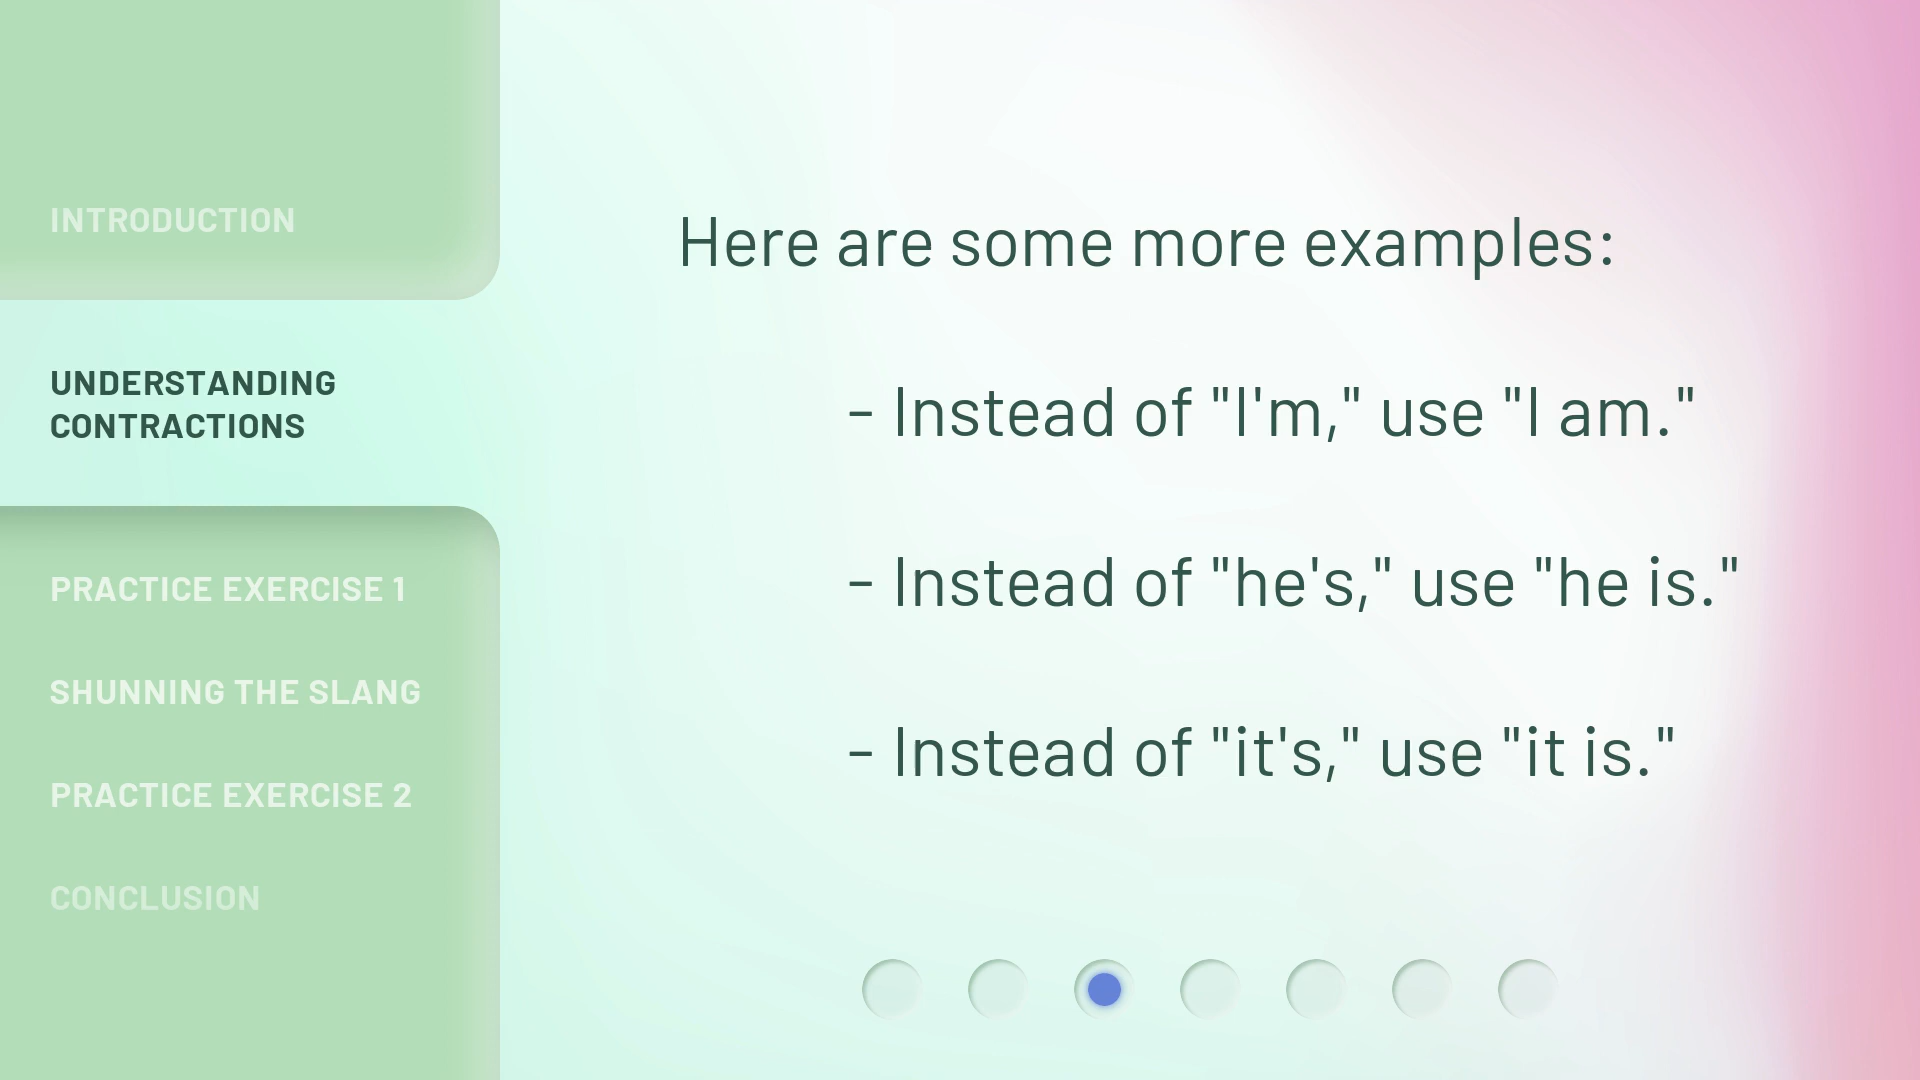 INTRODUCTION
UNDERSTANDING
CONTRACTIONS
PRACTICE EXERCISE 1
SHUNNING THE SLANG
PRACTICE EXERCISE 2
CONCLUSION
Here are some more examples:
- Instead of "I'm," use "I am."
- Instead of "he's," use "he is."
- Instead of "it's," use "it is."